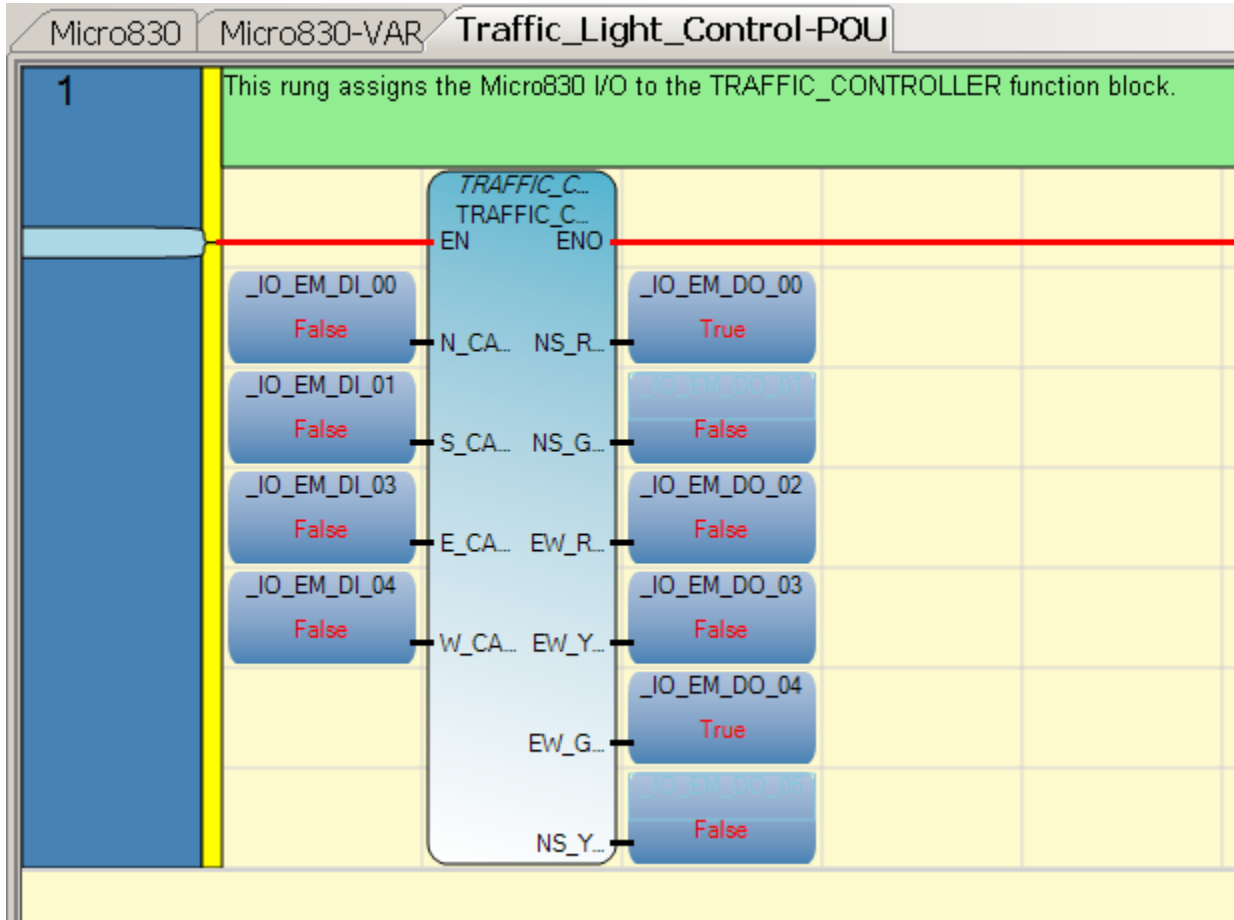 Micro830 Micro830-VAR Traffic_Light_Control-POU
1 This rung assigns the Micro830 I/O to the TRAFFIC_CONTROLLER function block.
TRAFFIC_C...
TRAFFIC_C...
EN ENO
_IO_EM_DI_00 _IO_EM_DO_00
False True
N_CA... NS_R...
_IO_EM_DI_01 _IO_EM_DO_01
False False
S_CA... NS_G...
_IO_EM_DI_03 _IO_EM_DO_02
False False
E_CA... EW_R...
_IO_EM_DI_04 _IO_EM_DO_03
False False
W_CA... EW_Y...
_IO_EM_DO_04
True
EW_G...
_IO_EM_DO_05
False
NS_Y...